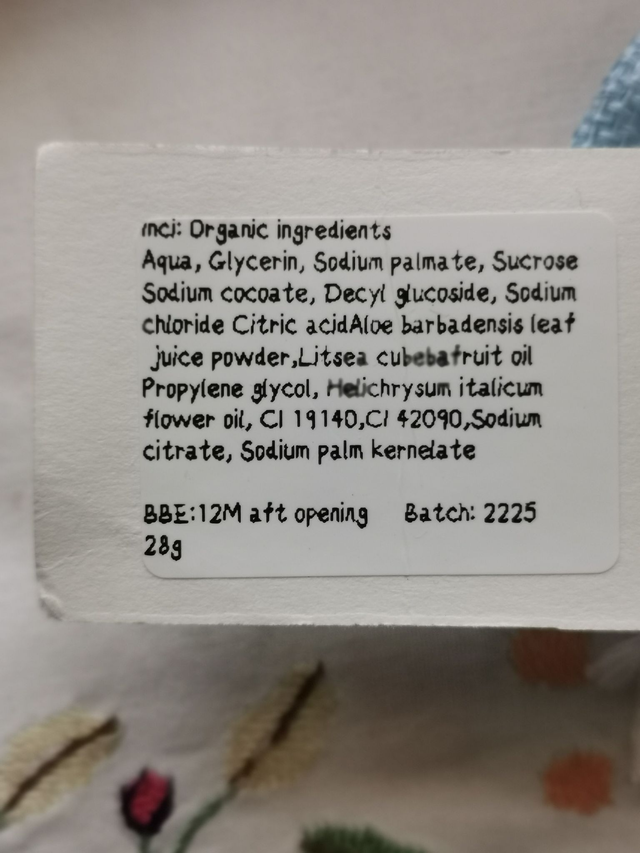 nci: Organic ingredients
Aqua, Glycerin, Sodium palmate, Sucrose
Sodium cocoate, Decyl glucoside, Sodium
chloride Citric acidAloe barbadensis leaf
juice powder,Litsea cubebafruit oil
Propylene glycol, Helichrysum italicum
flower oil, CI 19140,CI 42090,Sodium
citrate, Sodium palm kernelate
BBE:12M aft opening Batch: 2225
28g